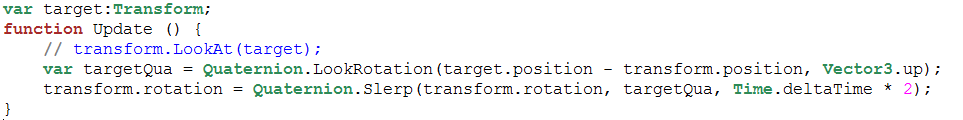 var target:Transform;
function Update () {
    // transform.LookAt(target);
    var targetQua = Quaternion.LookRotation(target.position - transform.position, Vector3.up);
    transform.rotation = Quaternion.Slerp(transform.rotation, targetQua, Time.deltaTime * 2);
}